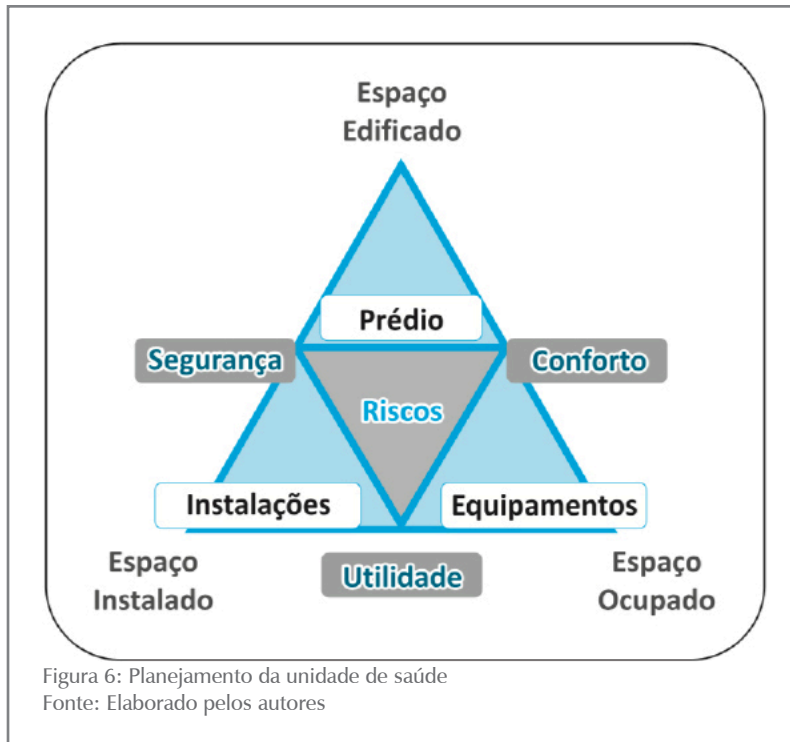 Espaço
Edificado
Prédio
Segurança
Conforto
Riscos
Instalações
Equipamentos
Espaço
Instalado
Utilidade
Espaço
Ocupado
Figura 6: Planejamento da unidade de saúde
Fonte: Elaborado pelos autores